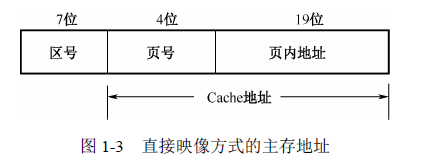 7位 4位 19位
区号 页号 页内地址
Cache地址
图 1-3 直接映像方式的主存地址